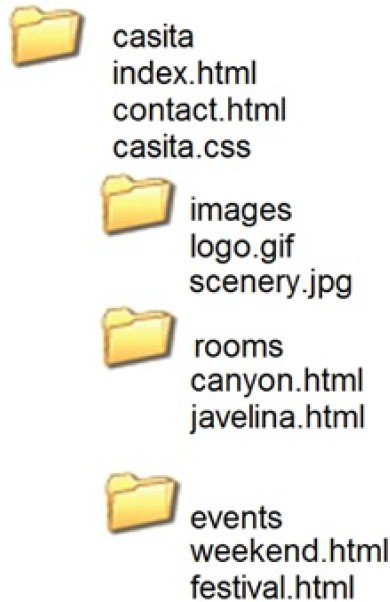 casita
index.html
contact.html
casita.css
images
logo.gif
scenery.jpg
rooms
canyon.html
javelina.html
events
weekend.html
festival.html